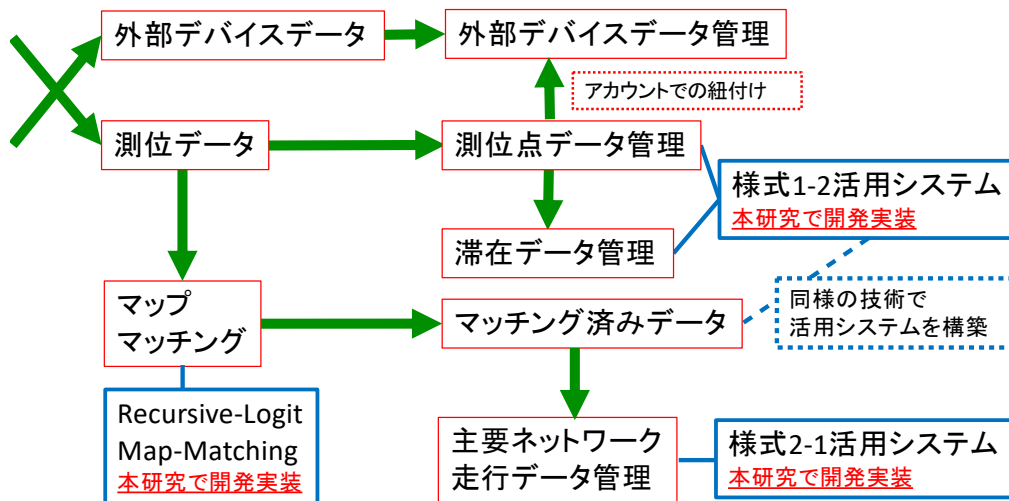 外部デバイスデータ
外部デバイスデータ管理
アカウントでの紐付け
測位データ
測位点データ管理
様式1-2活用システム
本研究で開発実装
滞在データ管理
マップ
マッチング
マッチング済みデータ
同様の技術で
活用システムを構築
Recursive-Logit
Map-Matching
本研究で開発実装
主要ネットワーク
走行データ管理
様式2-1活用システム
本研究で開発実装